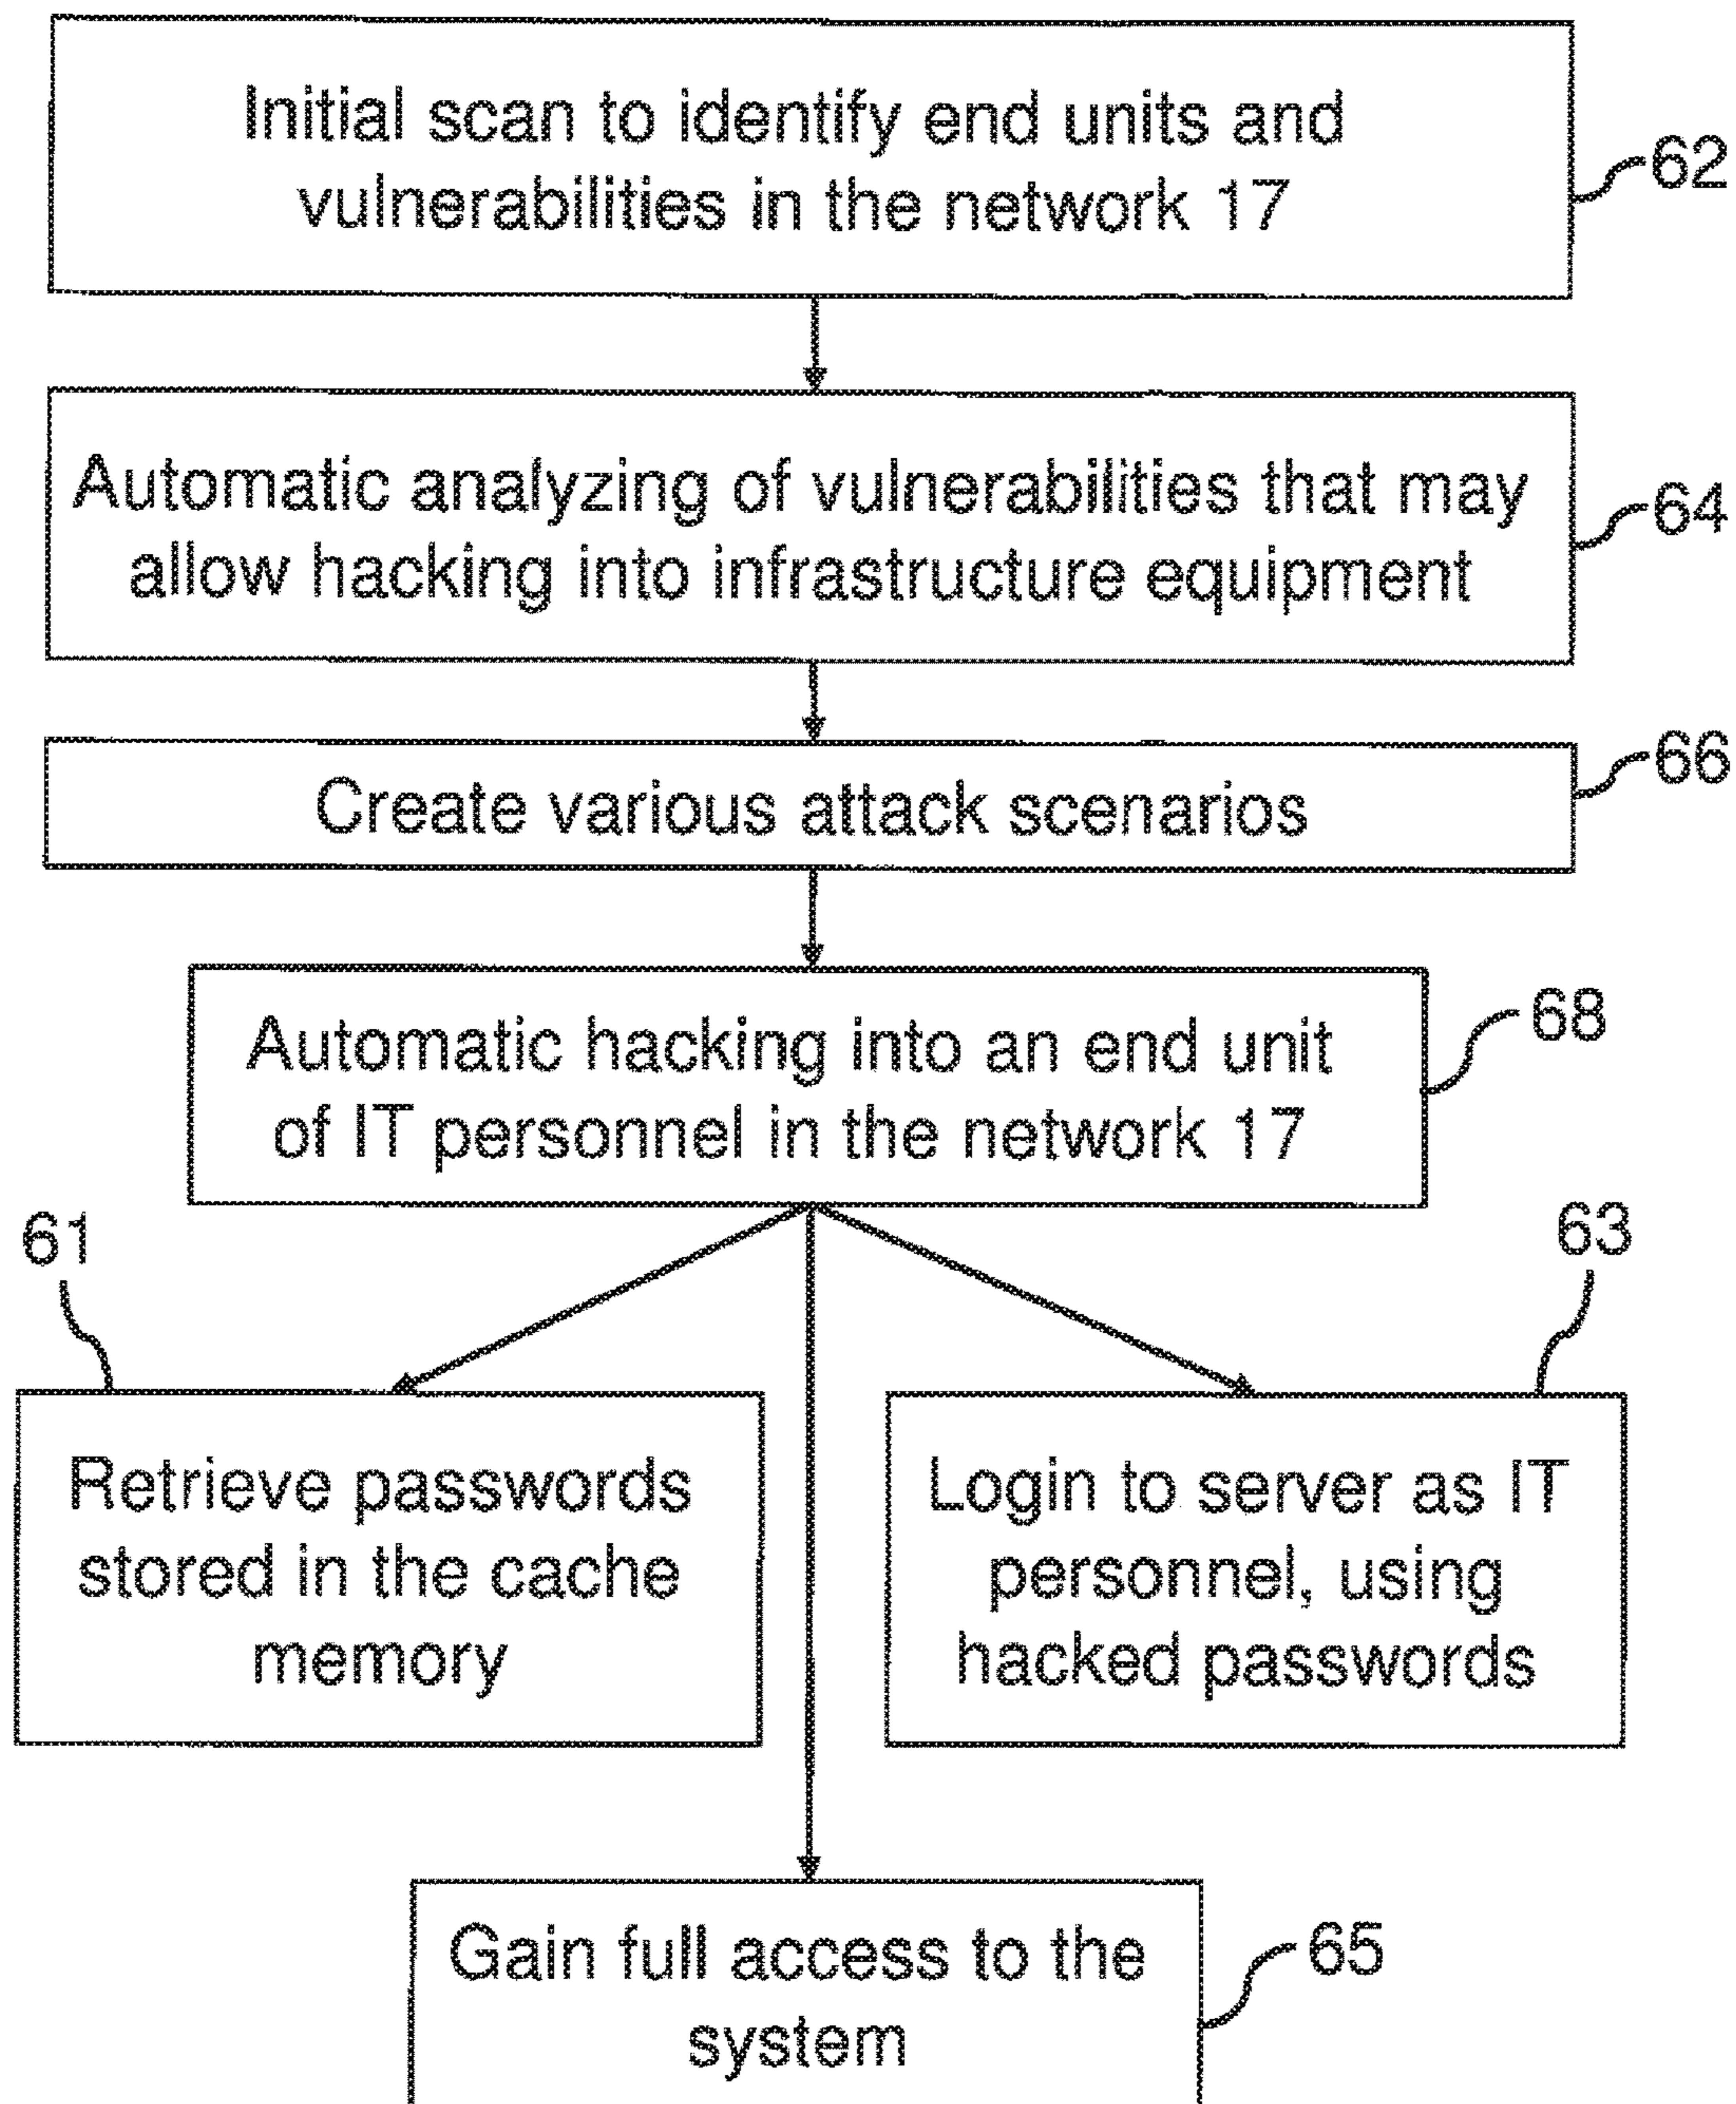 Initial scan to identify end units and
vulnerabilities in the network 17
62
Automatic analyzing of vulnerabilities that may
allow hacking into infrastructure equipment
64
Create various attack scenarios
66
Automatic hacking into an end unit
of IT personnel in the network 17
68
61
Retrieve passwords
stored in the cache
memory
63
Login to server as IT
personnel, using
hacked passwords
Gain full access to the
system
65